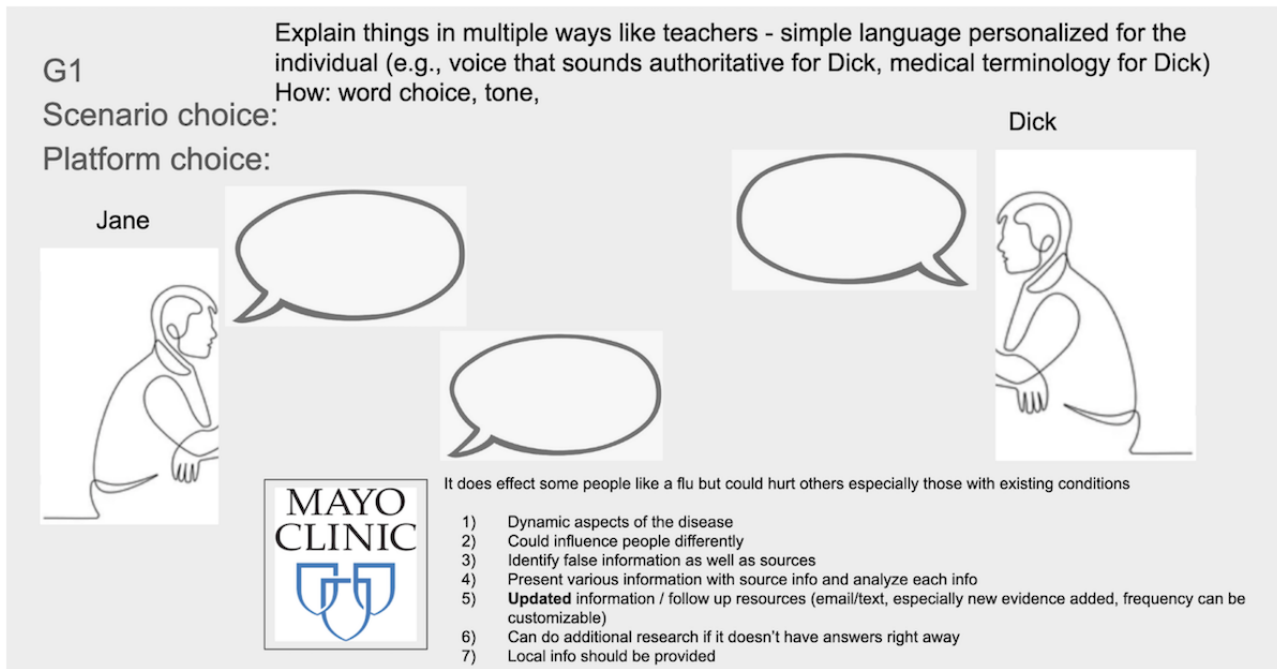 Explain things in multiple ways like teachers - simple language personalized for the
individual (e.g., voice that sounds authoritative for Dick, medical terminology for Dick)
How: word choice, tone,
G1
Scenario choice:
Platform choice:
Dick
Jane
MAYO
CLINIC
It does effect some people like a flu but could hurt others especially those with existing conditions
1) Dynamic aspects of the disease
2) Could influence people differently
3) Identify false information as well as sources
4) Present various information with source info and analyze each info
5) Updated information / follow up resources (email/text, especially new evidence added, frequency can be
customizable)
6) Can do additional research if it doesn't have answers right away
7) Local info should be provided